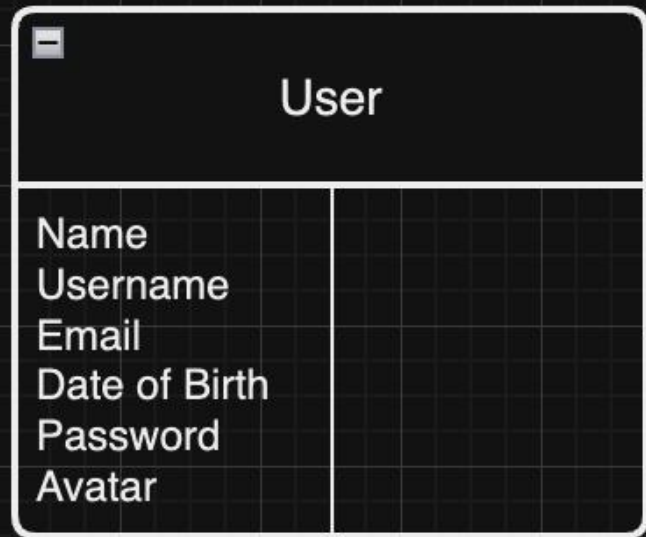 User
Name
Username
Email
Date of Birth
Password
Avatar